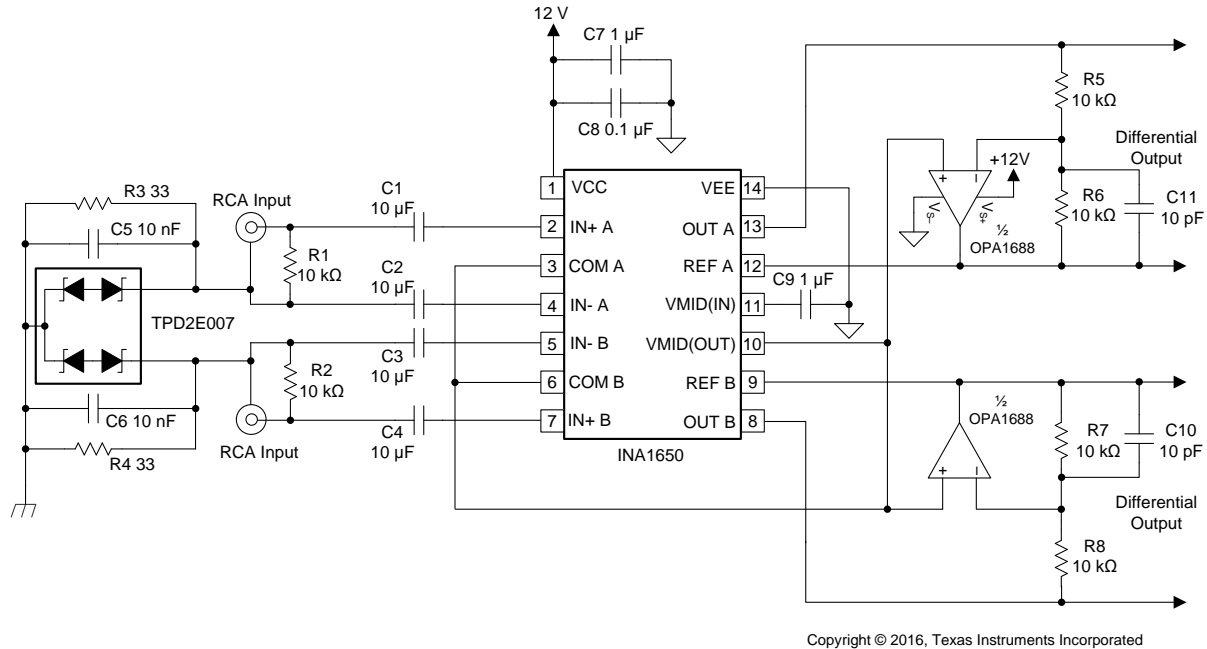 12 V
C7 1 µF
C8 0.1 µF
R3 33
C5 10 nF
TPD2E007
C6 10 nF
R4 33
RCA Input
R1
10 kΩ
R2
10 kΩ
RCA Input
C1
10 µF
C2
10 µF
C3
10 µF
C4
10 µF
1 VCC VEE 14
2 IN+ A OUT A 13
3 COM A REF A 12
4 IN- A VMID(IN) 11
5 IN- B VMID(OUT) 10
6 COM B REF B 9
7 IN+ B OUT B 8
INA1650
C9 1 µF
R5
10 kΩ
Differential
Output
+12V
+ –
VS-
VS+
½
OPA1688
R6
10 kΩ
C11
10 pF
½
OPA1688
+ –
R7
10 kΩ
C10
10 pF
Differential
Output
R8
10 kΩ
Copyright © 2016, Texas Instruments Incorporated